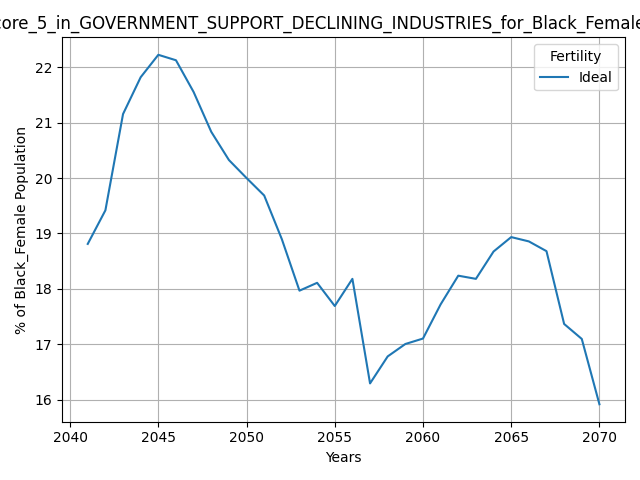 core_5_in_GOVERNMENT_SUPPORT_DECLINING_INDUSTRIES_for_Black_Female
Fertility
Ideal
% of Black_Female Population
22
21
20
19
18
17
16
2040
2045
2050
2055
2060
2065
2070
Years